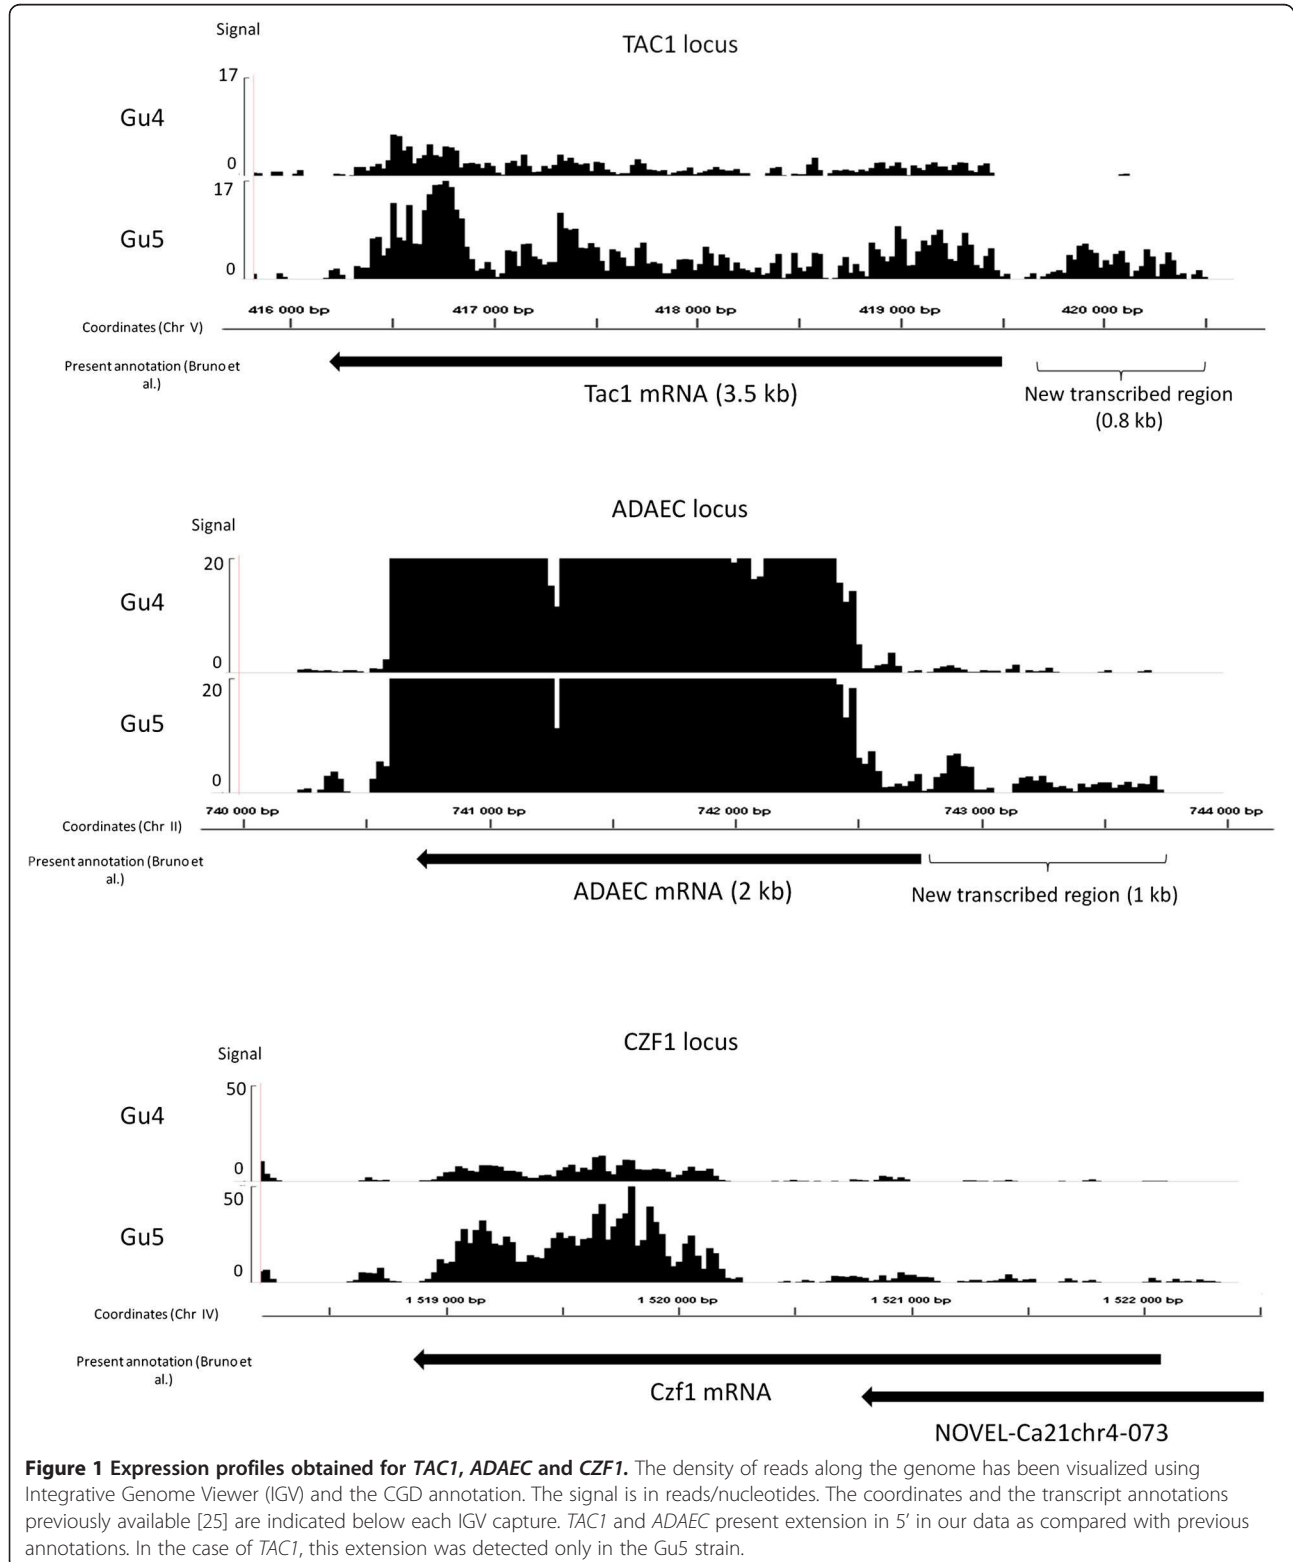 Signal
TAC1 locus
17
Gu4
0
17
Gu5
0
416 000 bp 417 000 bp 418 000 bp 419 000 bp 420 000 bp
Coordinates (Chr V)
Present annotation (Bruno et
al.)
Tac1 mRNA (3.5 kb)
New transcribed region
(0.8 kb)
ADAEC locus
Signal
20
Gu4
0
20
Gu5
0
740 000 bp 741 000 bp 742 000 bp 743 000 bp 744 000 bp
Coordinates (Chr II)
Present annotation (Bruno et
al.)
ADAEC mRNA (2 kb)
New transcribed region (1 kb)
CZF1 locus
Signal
50
Gu4
0
50
Gu5
0
1 519 000 bp 1 520 000 bp 1 521 000 bp 1 522 000 bp
Coordinates (Chr IV)
Present annotation (Bruno et
al.)
Czf1 mRNA
NOVEL-Ca21chr4-073
Figure 1 Expression profiles obtained for TAC1, ADAEC and CZF1. The density of reads along the genome has been visualized using
Integrative Genome Viewer (IGV) and the CGD annotation. The signal is in reads/nucleotides. The coordinates and the transcript annotations
previously available [25] are indicated below each IGV capture. TAC1 and ADAEC present extension in 5’ in our data as compared with previous
annotations. In the case of TAC1, this extension was detected only in the Gu5 strain.